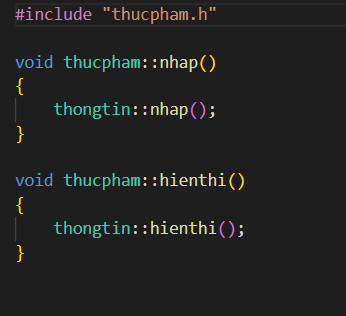 #include "thucpham.h"
void thucpham::nhap()
{
thongtin::nhap();
}
void thucpham::hienthi()
{
thongtin::hienthi();
}